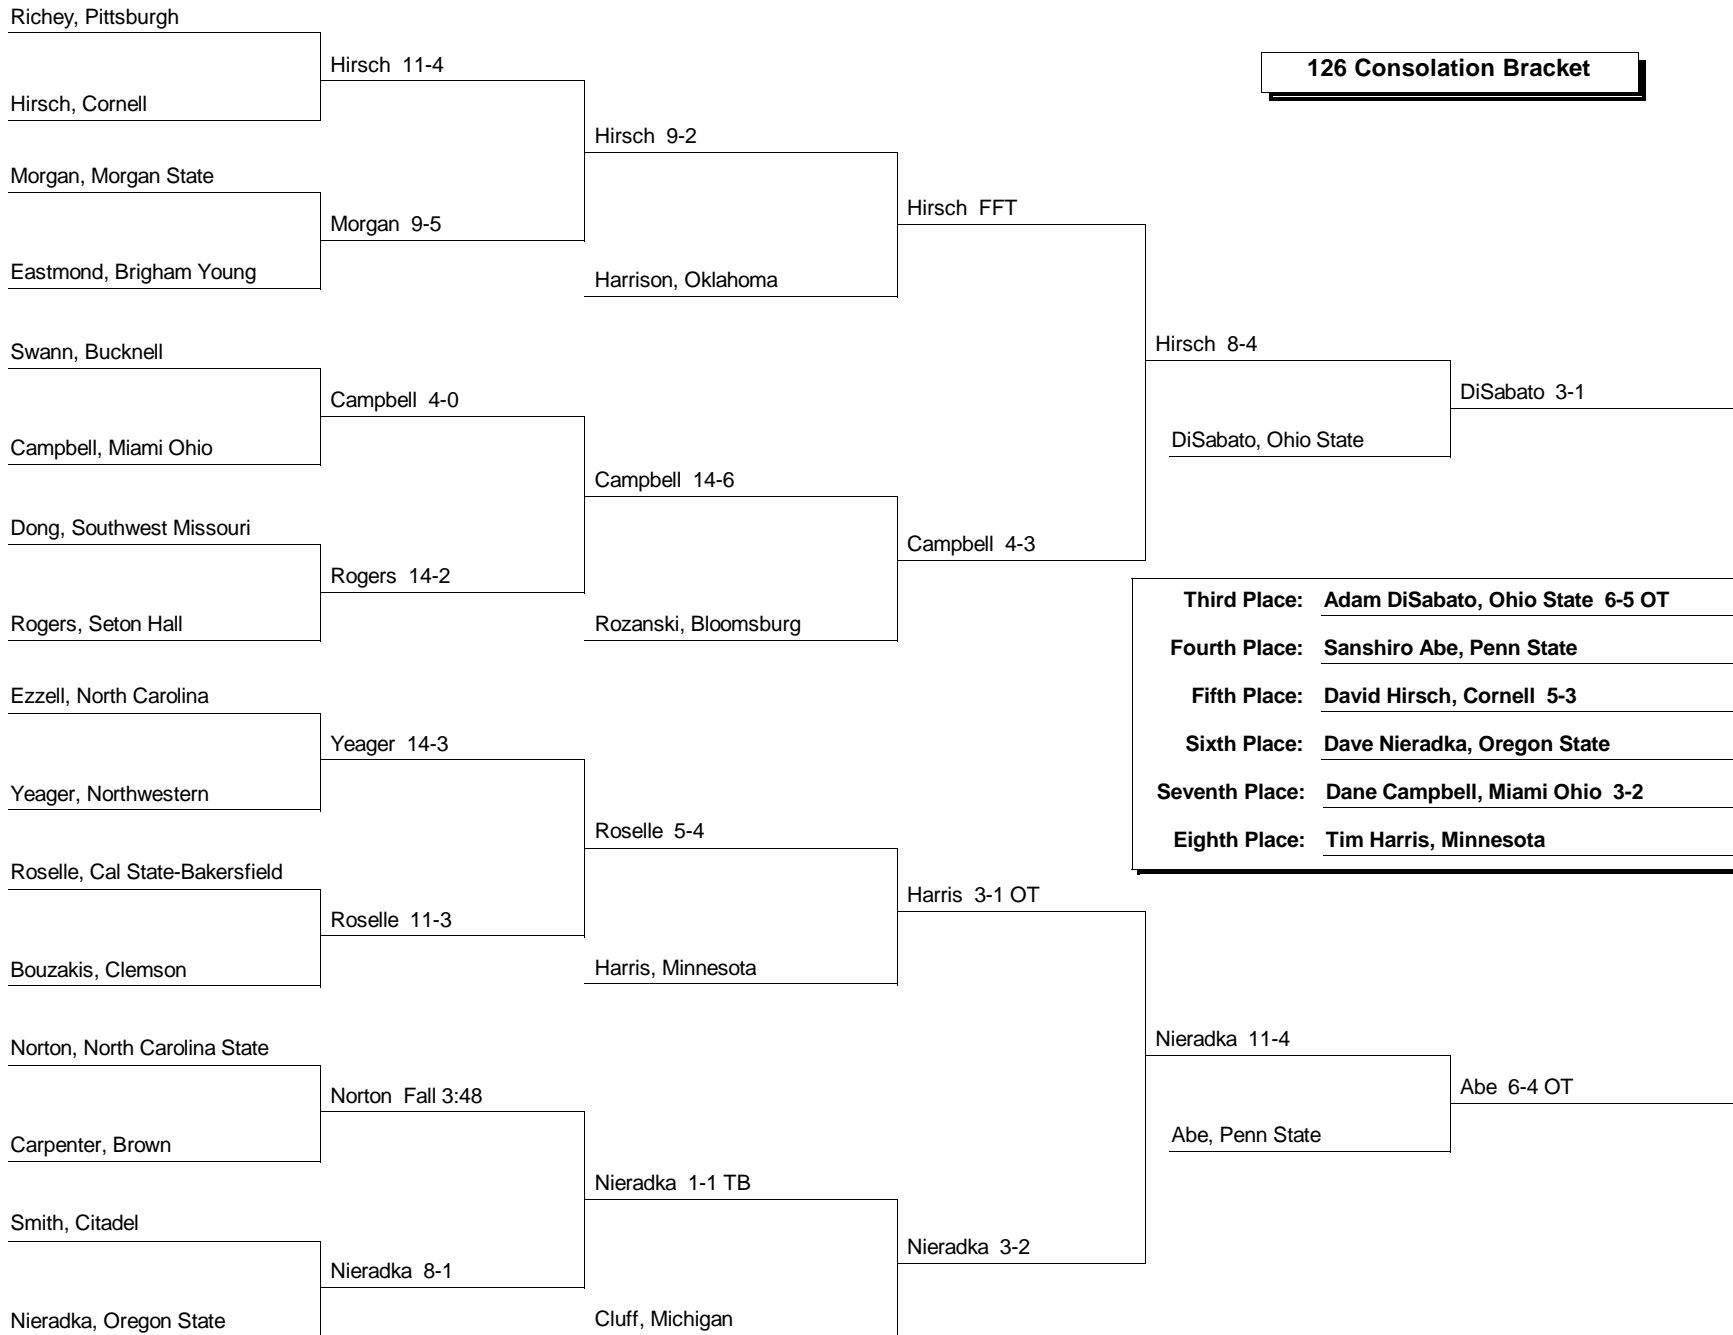 Richey, Pittsburgh
Hirsch 11-4
126 Consolation Bracket
Hirsch, Cornell
Hirsch 9-2
Morgan, Morgan State
Hirsch FFT
Morgan 9-5
Eastmond, Brigham Young
Harrison, Oklahoma
Swann, Bucknell
Hirsch 8-4
Campbell 4-0
DiSabato 3-1
Campbell, Miami Ohio
DiSabato, Ohio State
Campbell 14-6
Dong, Southwest Missouri
Campbell 4-3
Rogers 14-2
Rogers, Seton Hall
Rozanski, Bloomsburg
Third Place: Adam DiSabato, Ohio State 6-5 OT
Fourth Place: Sanshiro Abe, Penn State
Fifth Place: David Hirsch, Cornell 5-3
Sixth Place: Dave Nieradka, Oregon State
Seventh Place: Dane Campbell, Miami Ohio 3-2
Eighth Place: Tim Harris, Minnesota
Ezzell, North Carolina
Yeager 14-3
Yeager, Northwestern
Roselle 5-4
Roselle, Cal State-Bakersfield
Harris 3-1 OT
Roselle 11-3
Bouzakis, Clemson
Harris, Minnesota
Norton, North Carolina State
Nieradka 11-4
Norton Fall 3:48
Abe 6-4 OT
Carpenter, Brown
Abe, Penn State
Nieradka 1-1 TB
Smith, Citadel
Nieradka 3-2
Nieradka 8-1
Nieradka, Oregon State
Cluff, Michigan